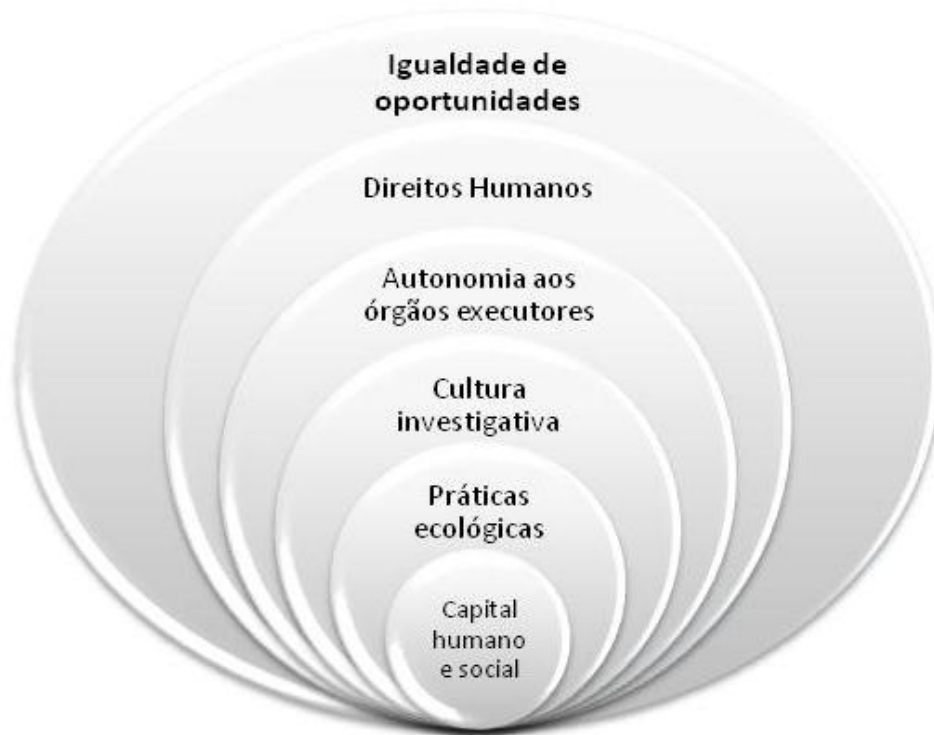 Igualdade de
oportunidades
Direitos Humanos
Autonomia aos
órgãos executores
Cultura
investigativa
Práticas
ecológicas
Capital
humano
e social